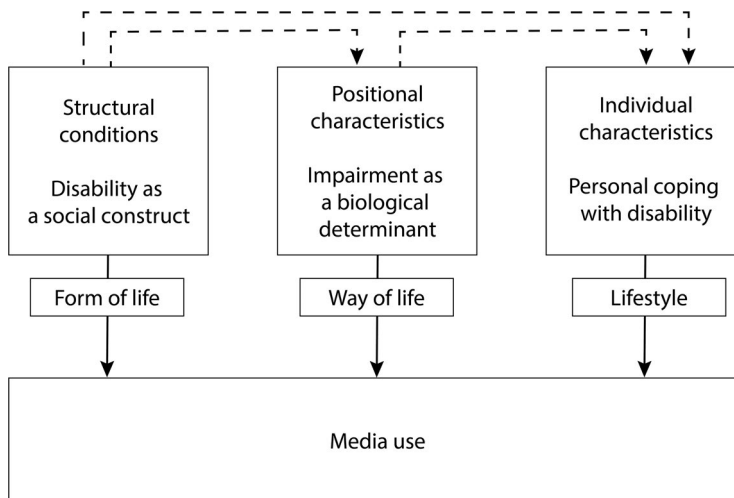 Structural
conditions
Disability as
a social construct
Positional
characteristics
Impairment as
a biological
determinant
Individual
characteristics
Personal coping
with disability
Form of life
Way of life
Lifestyle
Media use